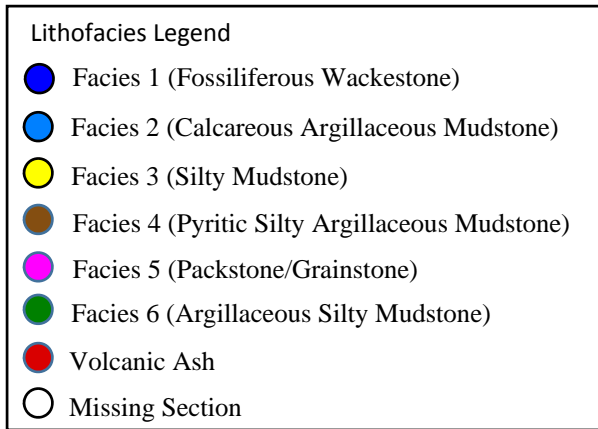 Lithofacies Legend
Facies 1 (Fossiliferous Wackestone)
Facies 2 (Calcareous Argillaceous Mudstone)
Facies 3 (Silty Mudstone)
Facies 4 (Pyritic Silty Argillaceous Mudstone)
Facies 5 (Packstone/Grainstone)
Facies 6 (Argillaceous Silty Mudstone)
Volcanic Ash
Missing Section